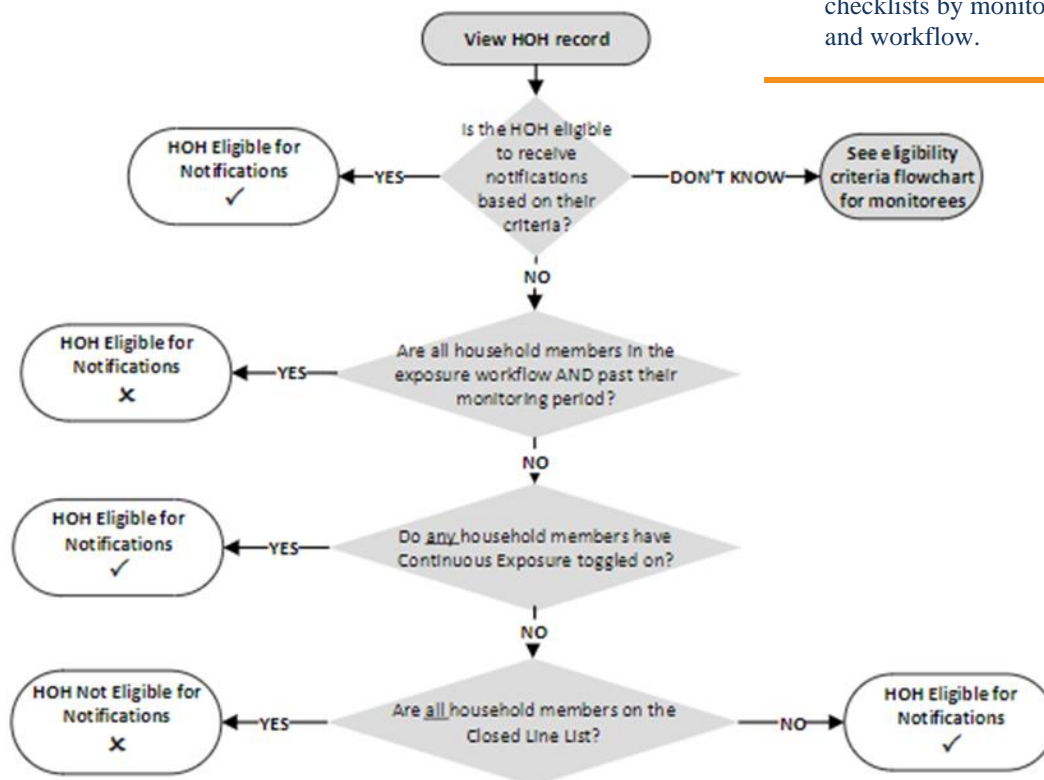 checklists by monito
and workflow.
View HOH record
Is the HOH eligible
to receive
notifications
based on their
criteria?
YES
HOH Eligible for
Notifications
✓
DON'T KNOW
See eligibility
criteria flowchart
for monitorees
NO
Are all household members in the
exposure workflow AND past their
monitoring period?
YES
HOH Eligible for
Notifications
✗
NO
Do any household members have
Continuous Exposure toggled on?
YES
HOH Eligible for
Notifications
✓
NO
Are all household members on the
Closed Line List?
YES
HOH Not Eligible for
Notifications
✗
NO
HOH Eligible for
Notifications
✓